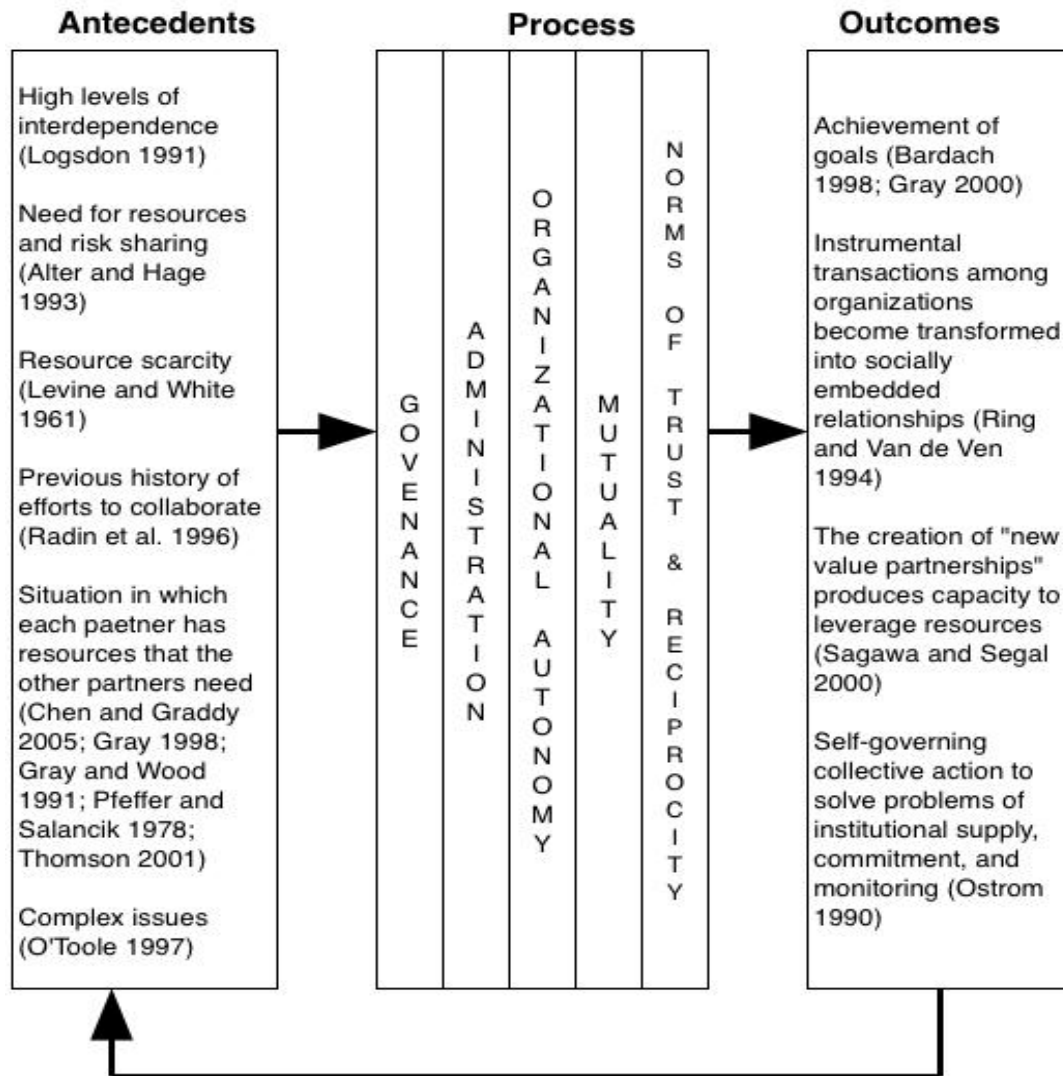 Antecedents
High levels of
interdependence
(Logsdon 1991)
Need for resources
and risk sharing
(Alter and Hage
1993)
Resource scarcity
(Levine and White
1961)
Previous history of
efforts to collaborate
(Radin et al. 1996)
Situation in which
each paetner has
resources that the
other partners need
(Chen and Graddy
2005; Gray 1998;
Gray and Wood
1991; Pfeffer and
Salancik 1978;
Thomson 2001)
Complex issues
(O'Toole 1997)
Process
GOVENANCE
ADMINISTRATION
ORGANIZATIONAL AUTONOMY
MUTUALITY
NORMS OF TRUST & RECIPROCITY
Outcomes
Achievement of
goals (Bardach
1998; Gray 2000)
Instrumental
transactions among
organizations
become transformed
into socially
embedded
relationships (Ring
and Van de Ven
1994)
The creation of "new
value partnerships"
produces capacity to
leverage resources
(Sagawa and Segal
2000)
Self-governing
collective action to
solve problems of
institutional supply,
commitment, and
monitoring (Ostrom
1990)